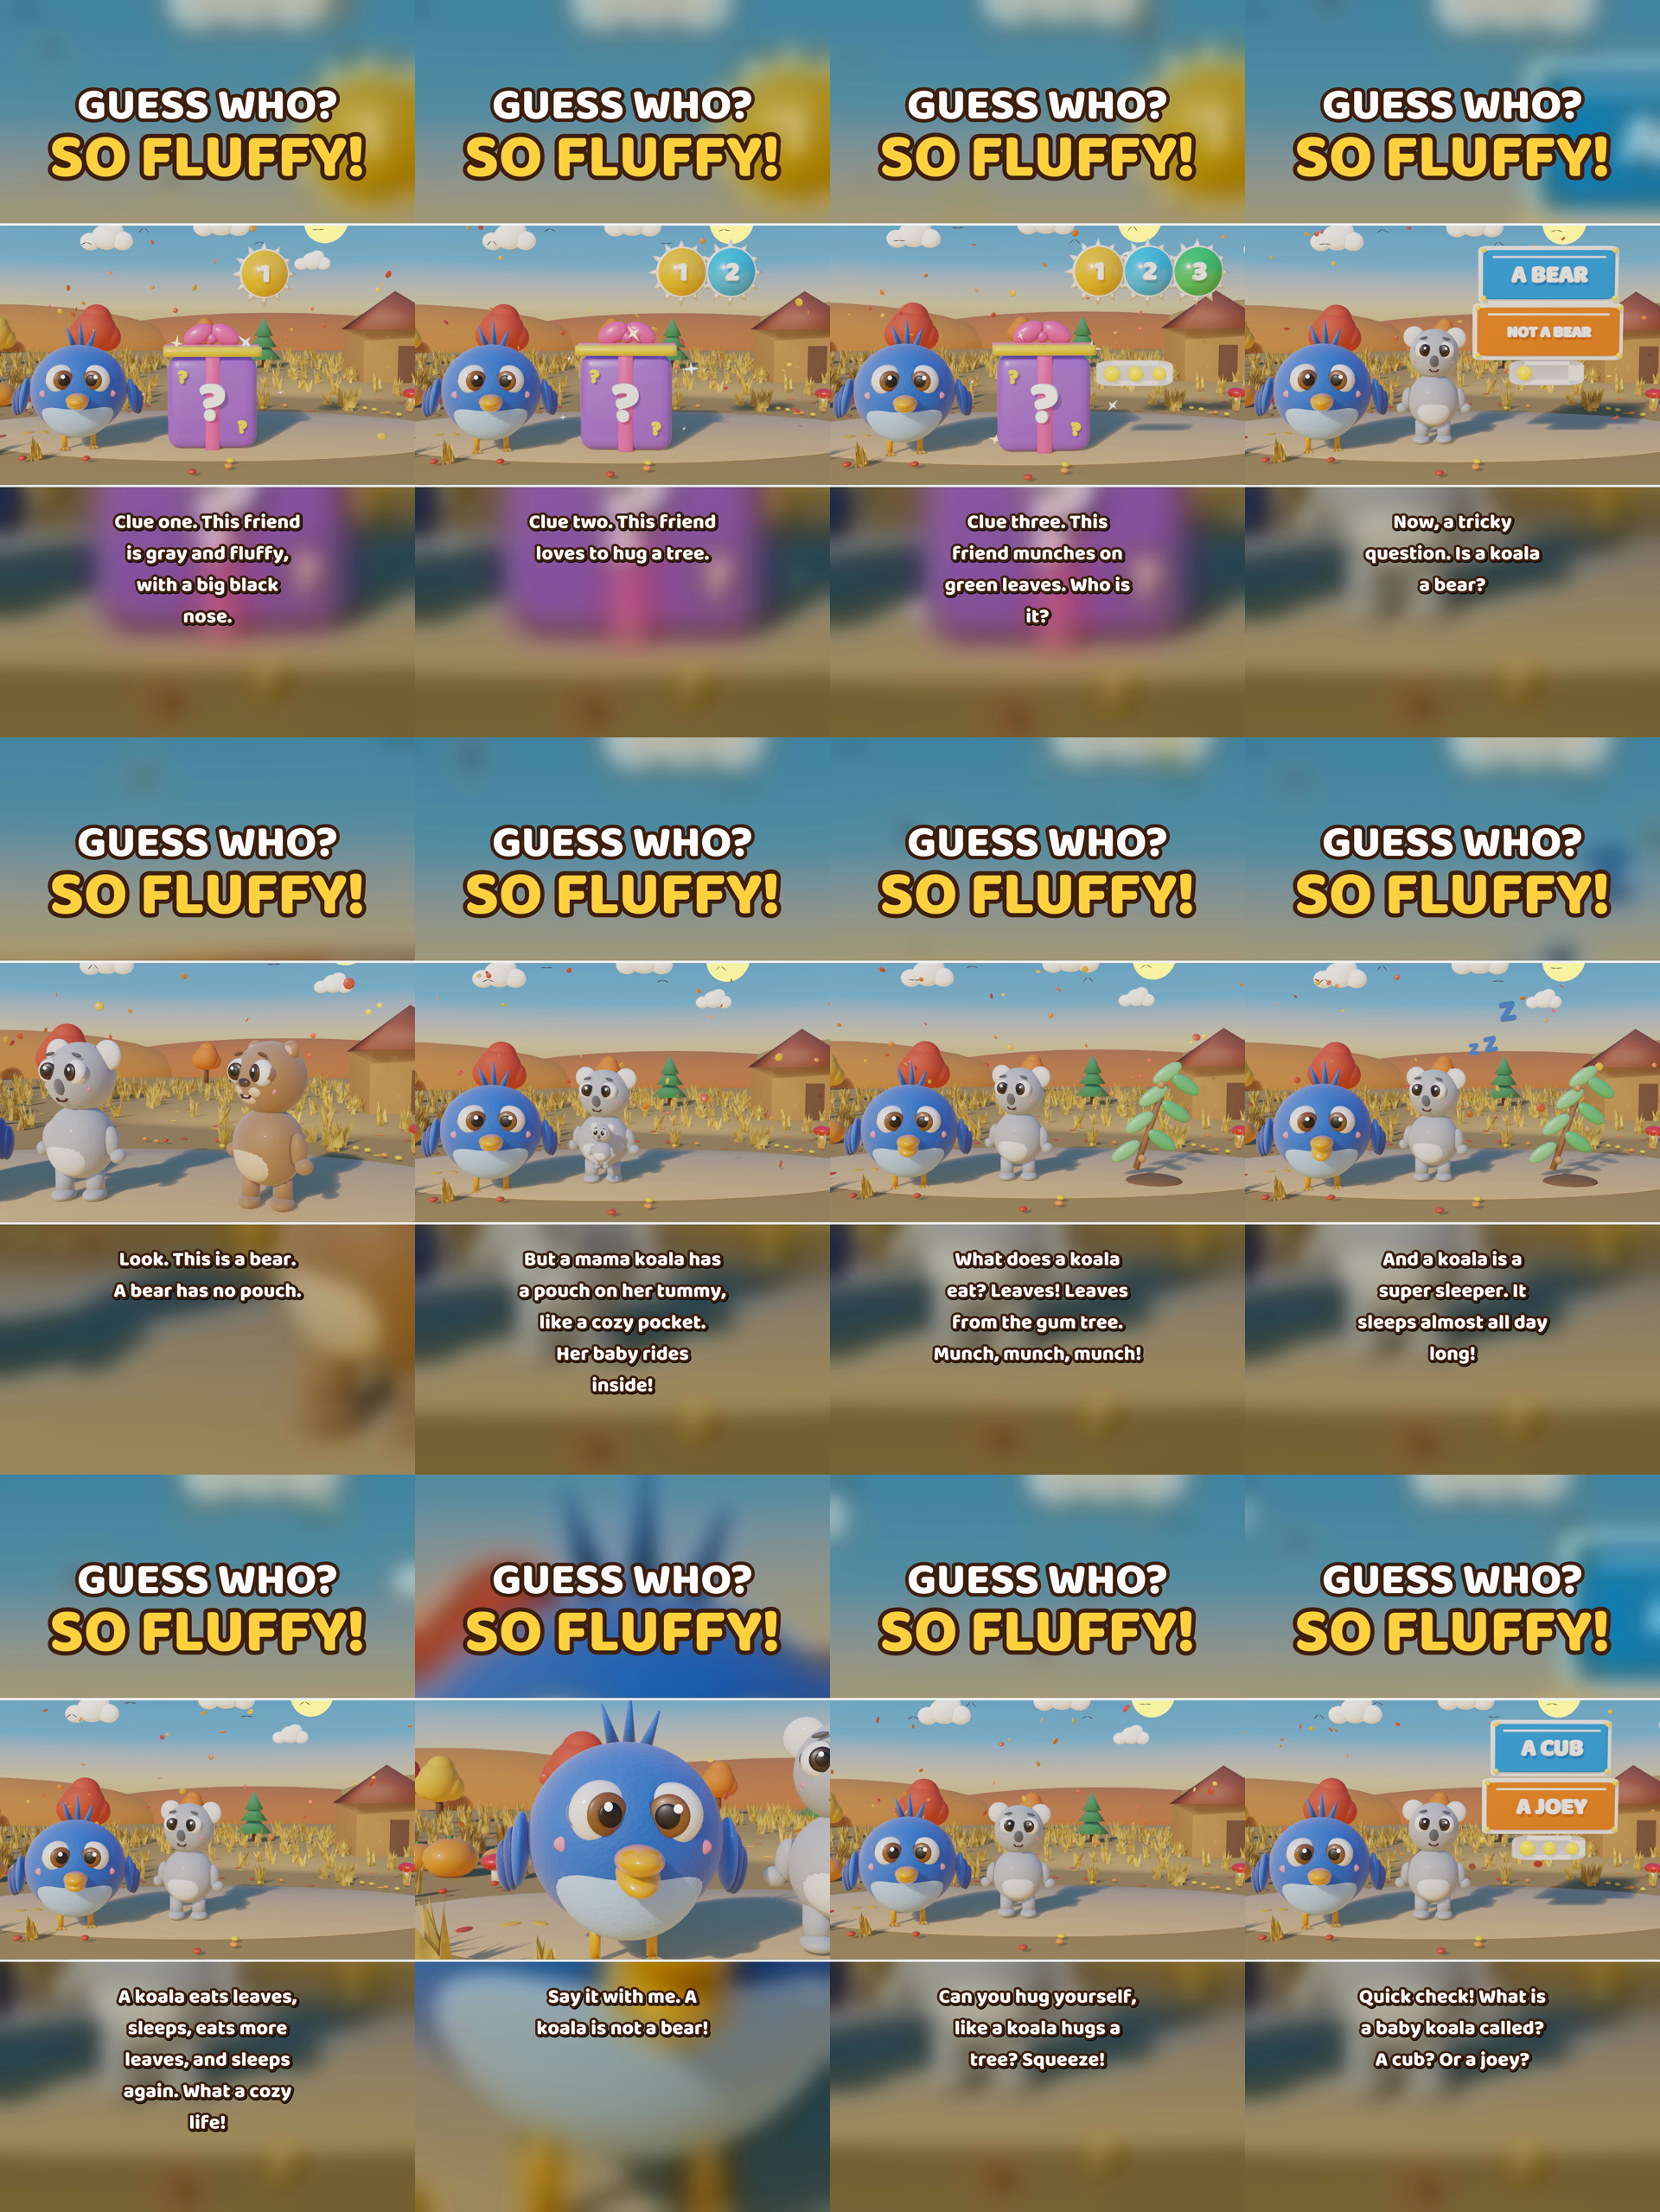 GUESS WHO?
SO FLUFFY!
1
?
?
?
Clue one. This friend
is gray and fluffy,
with a big black
nose.
GUESS WHO?
SO FLUFFY!
1 2
?
?
?
Clue two. This friend
loves to hug a tree.
GUESS WHO?
SO FLUFFY!
1 2 3
?
?
?
Clue three. This
friend munches on
green leaves. Who is
it?
GUESS WHO?
SO FLUFFY!
A BEAR
NOT A BEAR
Now, a tricky
question. Is a koala
a bear?
GUESS WHO?
SO FLUFFY!
Look. This is a bear.
A bear has no pouch.
GUESS WHO?
SO FLUFFY!
But a mama koala has
a pouch on her tummy,
like a cozy pocket.
Her baby rides
inside!
GUESS WHO?
SO FLUFFY!
What does a koala
eat? Leaves! Leaves
from the gum tree.
Munch, munch, munch!
GUESS WHO?
SO FLUFFY!
Z
z Z
And a koala is a
super sleeper. It
sleeps almost all day
long!
GUESS WHO?
SO FLUFFY!
A koala eats leaves,
sleeps, eats more
leaves, and sleeps
again. What a cozy
life!
GUESS WHO?
SO FLUFFY!
Say it with me. A
koala is not a bear!
GUESS WHO?
SO FLUFFY!
Can you hug yourself,
like a koala hugs a
tree? Squeeze!
GUESS WHO?
SO FLUFFY!
A CUB
A JOEY
Quick check! What is
a baby koala called?
A cub? Or a joey?